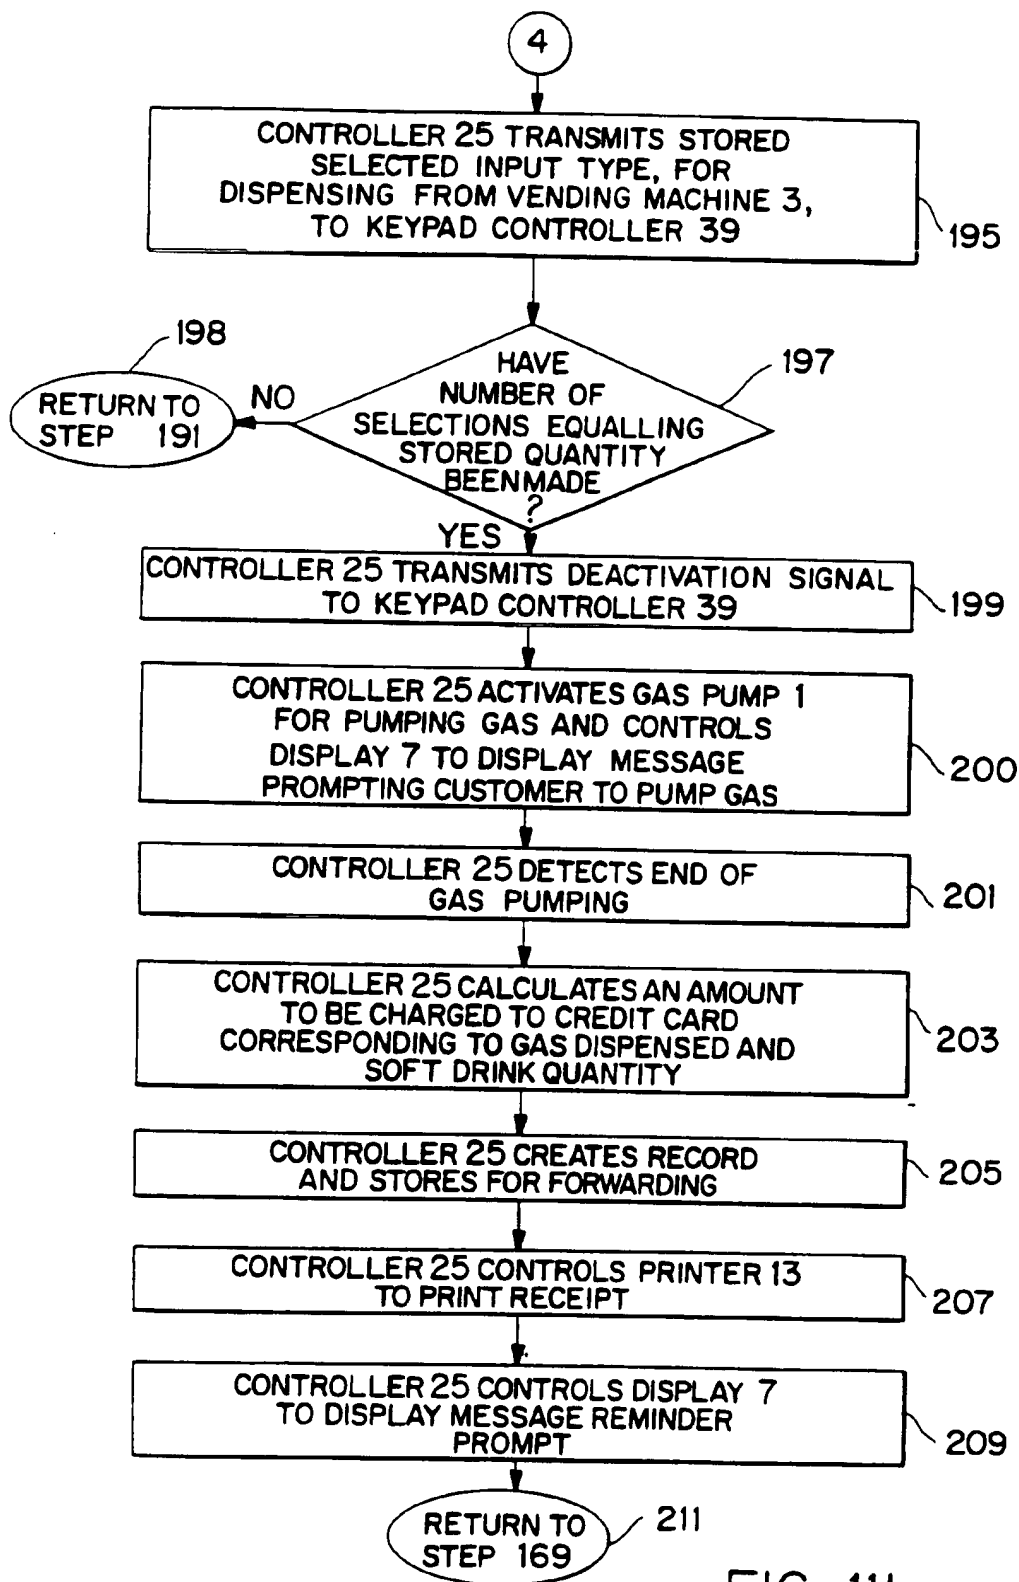 4
CONTROLLER 25 TRANSMITS STORED
SELECTED INPUT TYPE, FOR
DISPENSING FROM VENDING MACHINE 3,
TO KEYPAD CONTROLLER 39
195
198
RETURN TO
STEP 191
NO
HAVE
NUMBER OF
SELECTIONS EQUALLING
STORED QUANTITY
BEEN MADE
?
197
YES
CONTROLLER 25 TRANSMITS DEACTIVATION SIGNAL
TO KEYPAD CONTROLLER 39
199
CONTROLLER 25 ACTIVATES GAS PUMP 1
FOR PUMPING GAS AND CONTROLS
DISPLAY 7 TO DISPLAY MESSAGE
PROMPTING CUSTOMER TO PUMP GAS
200
CONTROLLER 25 DETECTS END OF
GAS PUMPING
201
CONTROLLER 25 CALCULATES AN AMOUNT
TO BE CHARGED TO CREDIT CARD
CORRESPONDING TO GAS DISPENSED AND
SOFT DRINK QUANTITY
203
CONTROLLER 25 CREATES RECORD
AND STORES FOR FORWARDING
205
CONTROLLER 25 CONTROLS PRINTER 13
TO PRINT RECEIPT
207
CONTROLLER 25 CONTROLS DISPLAY 7
TO DISPLAY MESSAGE REMINDER
PROMPT
209
RETURN TO
STEP 169
211
FIG.